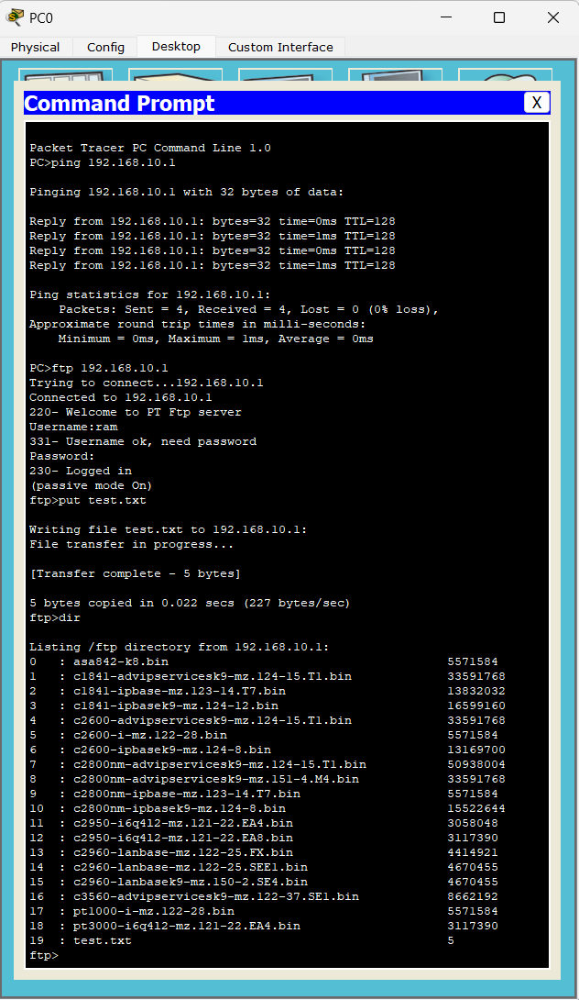 PC0
Physical Config Desktop Custom Interface
Command Prompt X
Packet Tracer PC Command Line 1.0
PC>ping 192.168.10.1
Pinging 192.168.10.1 with 32 bytes of data:
Reply from 192.168.10.1: bytes=32 time=0ms TTL=128
Reply from 192.168.10.1: bytes=32 time=1ms TTL=128
Reply from 192.168.10.1: bytes=32 time=0ms TTL=128
Reply from 192.168.10.1: bytes=32 time=1ms TTL=128
Ping statistics for 192.168.10.1:
Packets: Sent = 4, Received = 4, Lost = 0 (0% loss),
Approximate round trip times in milli-seconds:
Minimum = 0ms, Maximum = 1ms, Average = 0ms
PC>ftp 192.168.10.1
Trying to connect...192.168.10.1
Connected to 192.168.10.1
220- Welcome to PT Ftp server
Username:ram
331- Username ok, need password
Password:
230- Logged in
(passive mode On)
ftp>put test.txt
Writing file test.txt to 192.168.10.1:
File transfer in progress...
[Transfer complete - 5 bytes]
5 bytes copied in 0.022 secs (227 bytes/sec)
ftp>dir
Listing /ftp directory from 192.168.10.1:
0 : asa842-k8.bin 5571584
1 : c1841-advipservicesk9-mz.124-15.T1.bin 33591768
2 : c1841-ipbase-mz.123-14.T7.bin 13832032
3 : c1841-ipbasek9-mz.124-12.bin 16599160
4 : c2600-advipservicesk9-mz.124-15.T1.bin 33591768
5 : c2600-i-mz.122-28.bin 5571584
6 : c2600-ipbasek9-mz.124-8.bin 13169700
7 : c2800nm-advipservicesk9-mz.124-15.T1.bin 50938004
8 : c2800nm-advipservicesk9-mz.151-4.M4.bin 33591768
9 : c2800nm-ipbase-mz.123-14.T7.bin 5571584
10 : c2800nm-ipbasek9-mz.124-8.bin 15522644
11 : c2950-i6q4l2-mz.121-22.EA4.bin 3058048
12 : c2950-i6q4l2-mz.121-22.EA8.bin 3117390
13 : c2960-lanbase-mz.122-25.FX.bin 4414921
14 : c2960-lanbase-mz.122-25.SEE1.bin 4670455
15 : c2960-lanbasek9-mz.150-2.SE4.bin 4670455
16 : c3560-advipservicesk9-mz.122-37.SE1.bin 8662192
17 : pt1000-i-mz.122-28.bin 5571584
18 : pt3000-i6q4l2-mz.121-22.EA4.bin 3117390
19 : test.txt 5
ftp>